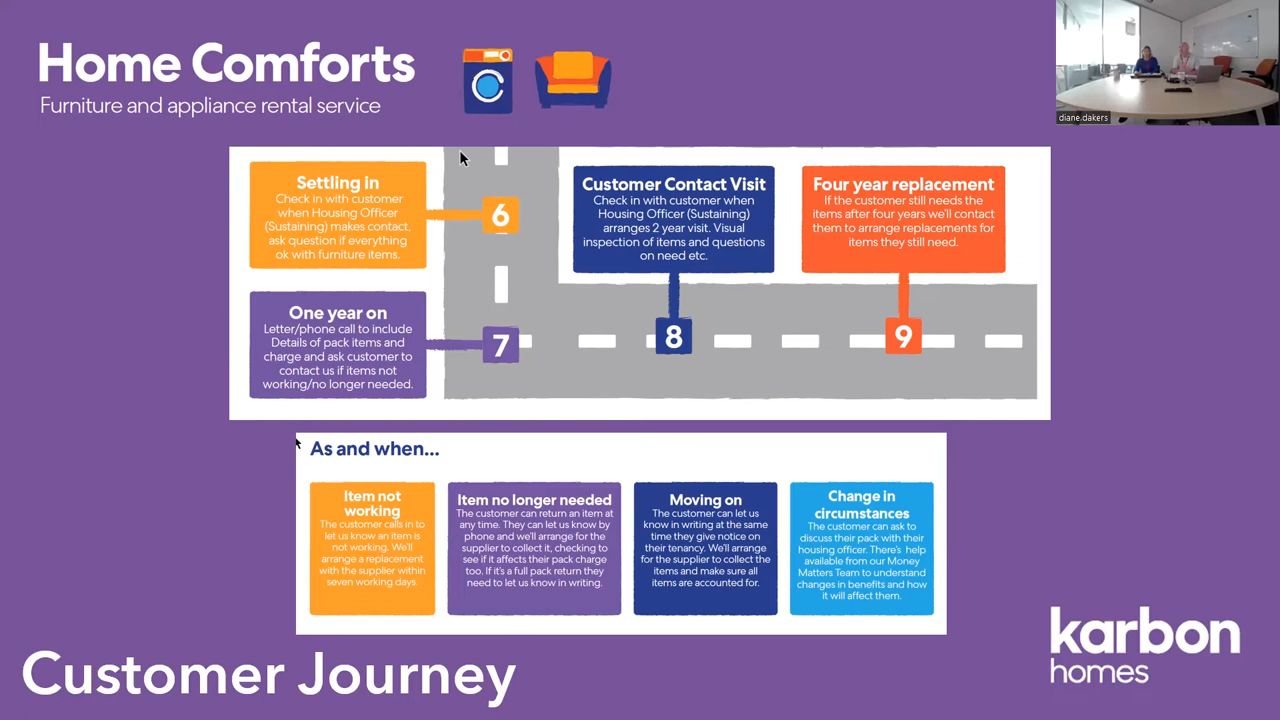 Home Comforts
Furniture and appliance rental service
diane.dakers
Settling in
Check in with customer
when Housing Officer
(Sustaining) makes contact,
ask question if everything
ok with furniture items.
6
One year on
Letter/phone call to include
Details of pack items and
charge and ask customer to
contact us if items not
working/no longer needed.
7
Customer Contact Visit
Check in with customer when
Housing Officer (Sustaining)
arranges 2 year visit. Visual
inspection of items and questions
on need etc.
8
Four year replacement
If the customer still needs the
items after four years we'll contact
them to arrange replacements for
items they still need.
9
As and when...
Item not
working
The customer calls in to
let us know an item is
not working. We'll
arrange a replacement
with the supplier within
seven working days.
Item no longer needed
The customer can return an item at
any time. They can let us know by
phone and we'll arrange for the
supplier to collect it, checking to
see if it affects their pack charge
too. If it's a full pack return they
need to let us know in writing.
Moving on
The customer can let us
know in writing at the same
time they give notice on
their tenancy. We'll arrange
for the supplier to collect the
items and make sure all
items are accounted for.
Change in
circumstances
The customer can ask to
discuss their pack with their
housing officer. There's help
available from our Money
Matters Team to understand
changes in benefits and how
it will affect them.
Customer Journey
karbon
homes